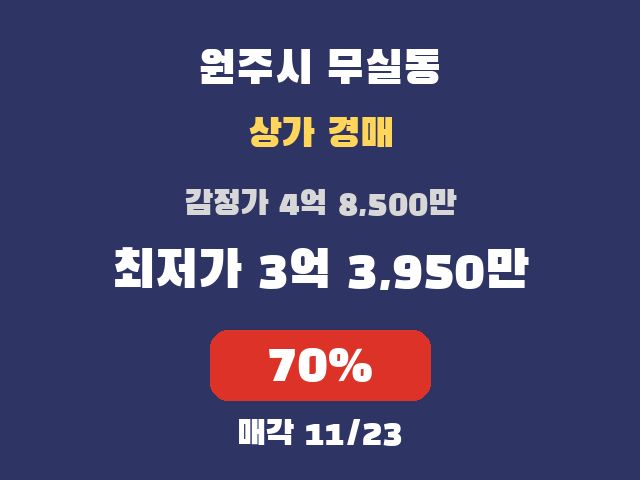 원주시 무실동
상가 경매
감정가 4억 8,500만
최저가 3억 3,950만
70%
매각 11/23